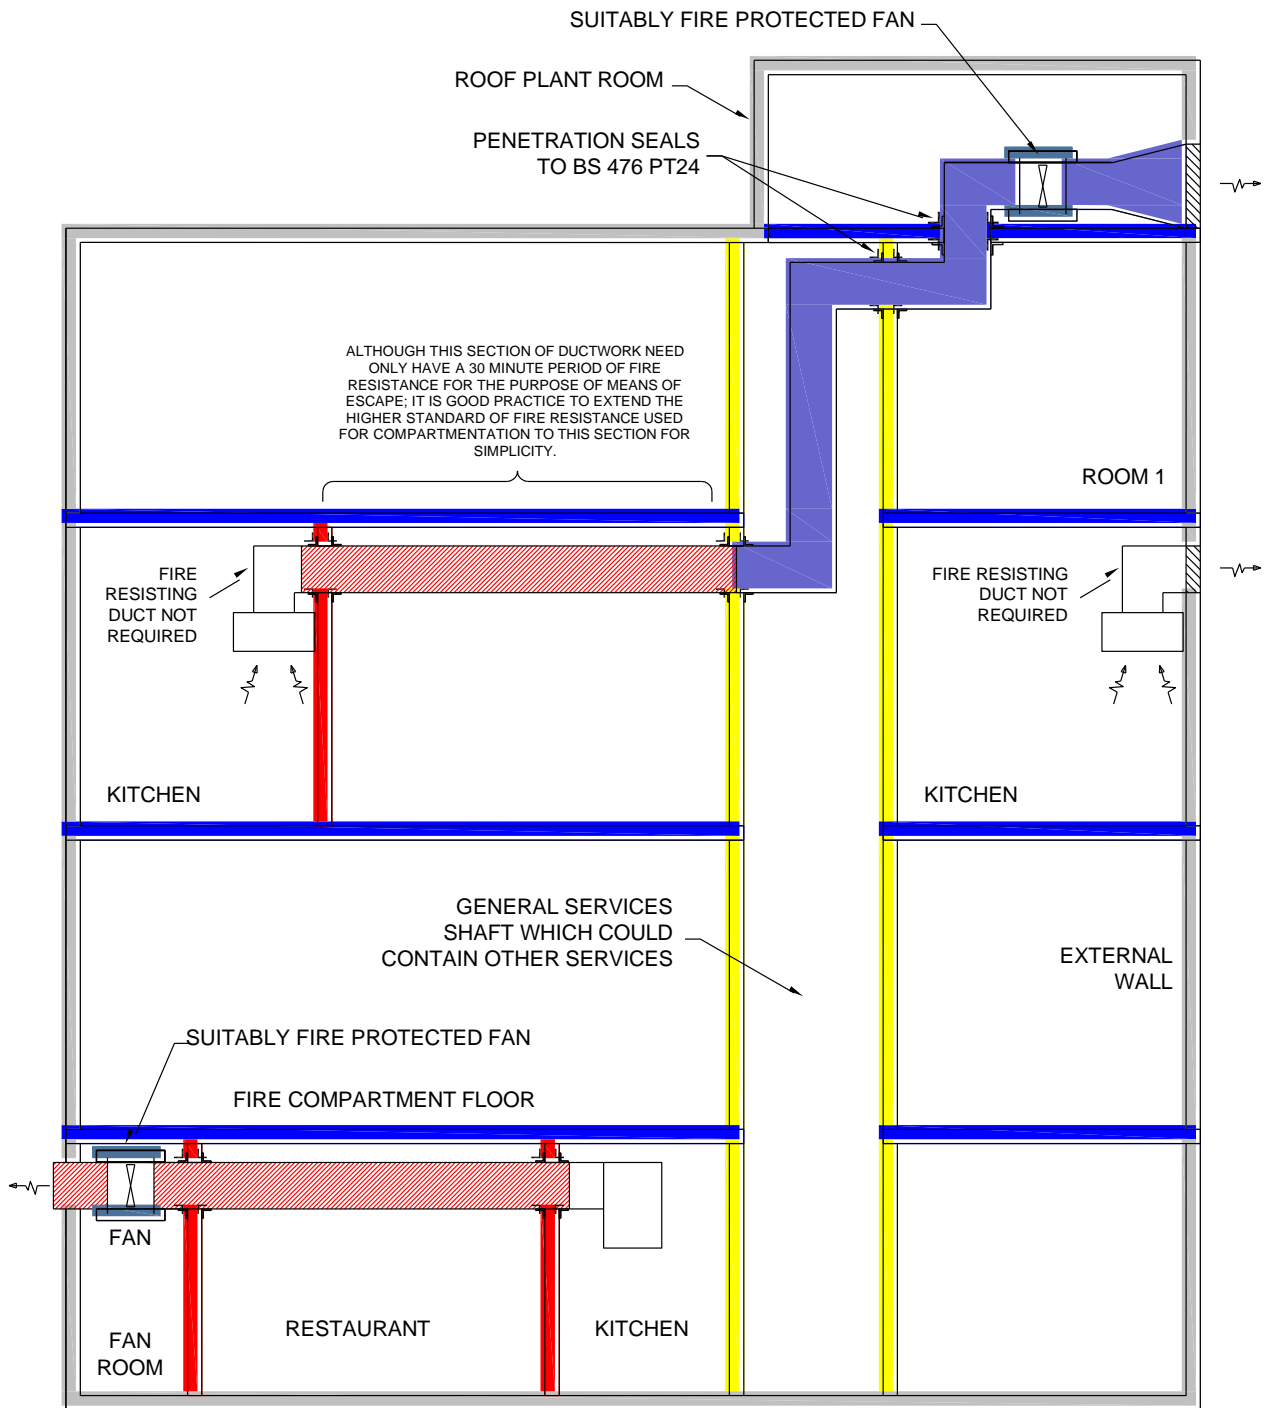 SUITABLY FIRE PROTECTED FAN
ROOF PLANT ROOM
PENETRATION SEALS
TO BS 476 PT24
ALTHOUGH THIS SECTION OF DUCTWORK NEED
ONLY HAVE A 30 MINUTE PERIOD OF FIRE
RESISTANCE FOR THE PURPOSE OF MEANS OF
ESCAPE; IT IS GOOD PRACTICE TO EXTEND THE
HIGHER STANDARD OF FIRE RESISTANCE USED
FOR COMPARTMENTATION TO THIS SECTION FOR
SIMPLICITY.
ROOM 1
FIRE
RESISTING
DUCT NOT
REQUIRED
FIRE RESISTING
DUCT NOT
REQUIRED
KITCHEN
KITCHEN
GENERAL SERVICES
SHAFT WHICH COULD
CONTAIN OTHER SERVICES
EXTERNAL
WALL
SUITABLY FIRE PROTECTED FAN
FIRE COMPARTMENT FLOOR
FAN
FAN
ROOM
RESTAURANT
KITCHEN